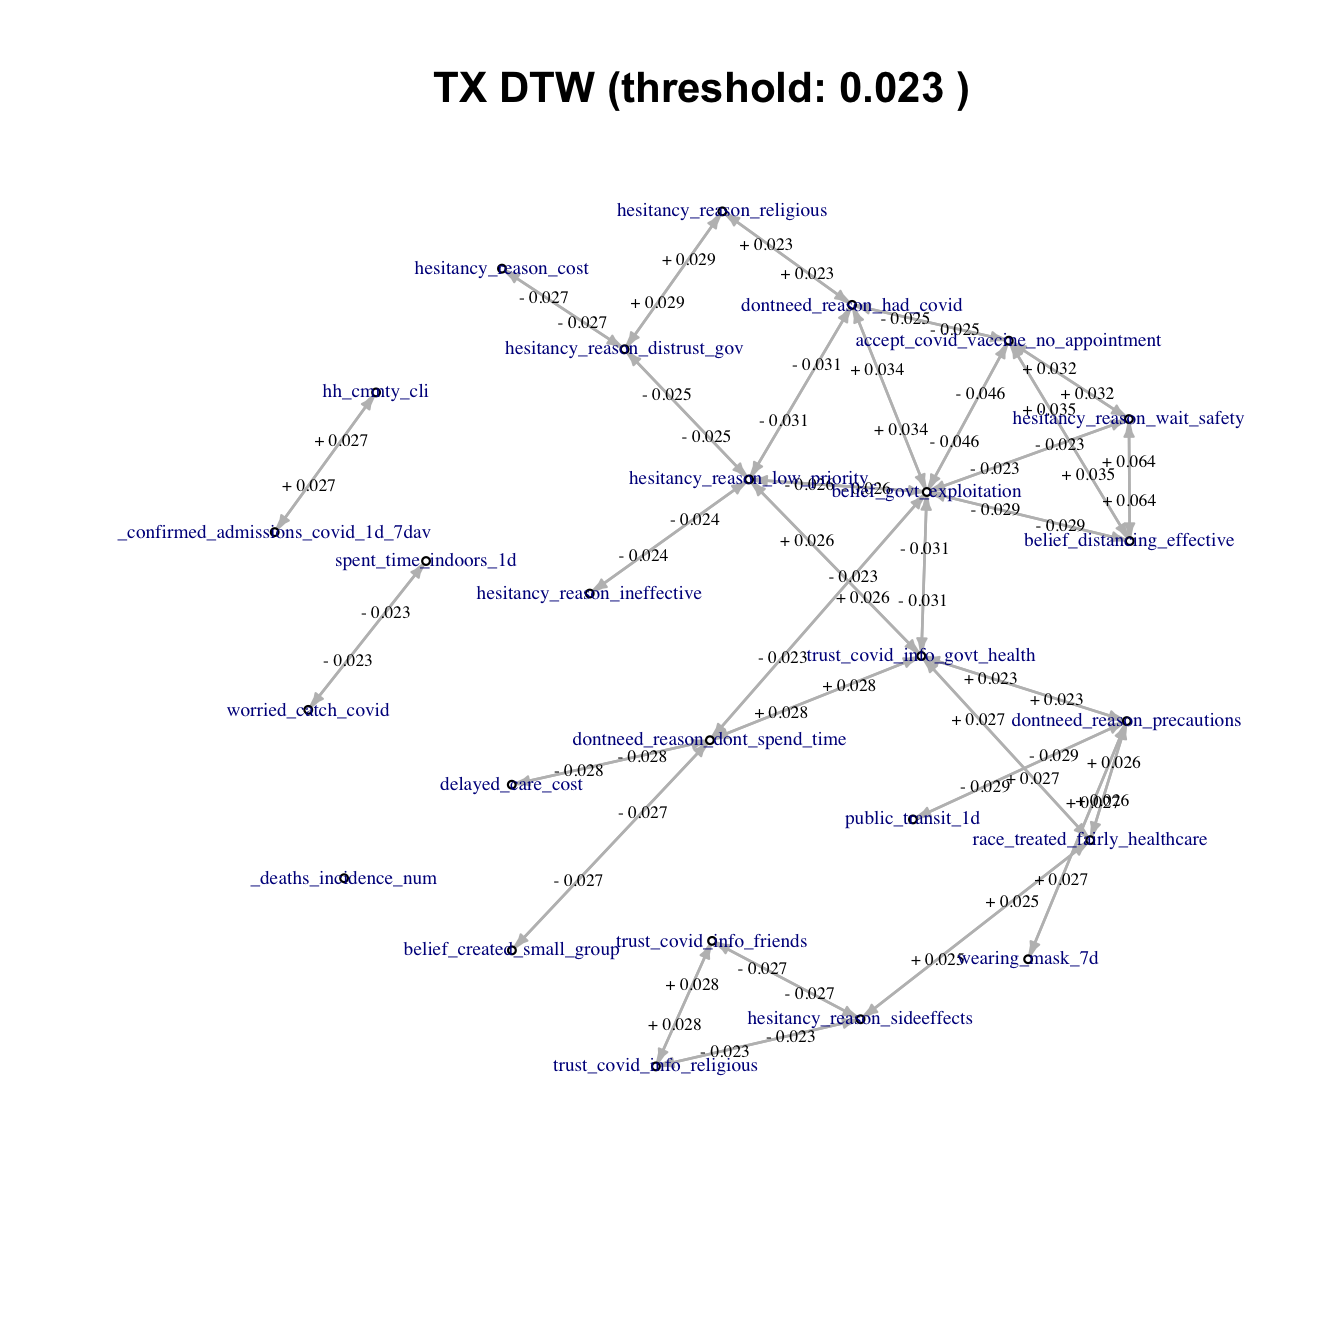 TX DTW (threshold: 0.023 )
hesitancy_reason_religious
+ 0.023
+ 0.029
hesitancy_reason_cost
+ 0.023
- 0.027
+ 0.029
dontneed_reason_had_covid
- 0.025
- 0.027
- 0.025
accept_covid_vaccine_no_appointment
hesitancy_reason_distrust_gov
- 0.031
+ 0.034
+ 0.032
hh_cmnty_cli
- 0.025
- 0.046
+ 0.032
+ 0.035
hesitancy_reason_wait_safety
- 0.031
+ 0.034
- 0.025
+ 0.027
- 0.046
- 0.023
+ 0.064
- 0.023
+ 0.035
hesitancy_reason_low_priority
+ 0.027
- 0.026
- 0.026
belief_govt_exploitation
+ 0.064
- 0.029
- 0.024
- 0.029
_confirmed_admissions_covid_1d_7dav
+ 0.026
belief_distancing_effective
- 0.031
- 0.024
spent_time_indoors_1d
- 0.023
hesitancy_reason_ineffective
+ 0.026
- 0.031
- 0.023
trust_covid_info_govt_health
- 0.023
- 0.023
+ 0.023
+ 0.028
+ 0.023
worried_catch_covid
+ 0.028
+ 0.027
dontneed_reason_precautions
dontneed_reason_dont_spend_time
- 0.028
- 0.029
+ 0.026
- 0.028
+ 0.027
delayed_care_cost
- 0.029
+ 0.026
+ 0.027
- 0.027
public_transit_1d
race_treated_fairly_healthcare
_deaths_incidence_num
- 0.027
+ 0.027
+ 0.025
trust_covid_info_friends
belief_created_small_group
+ 0.025
wearing_mask_7d
- 0.027
+ 0.028
- 0.027
hesitancy_reason_sideeffects
+ 0.028
- 0.023
- 0.023
trust_covid_info_religious